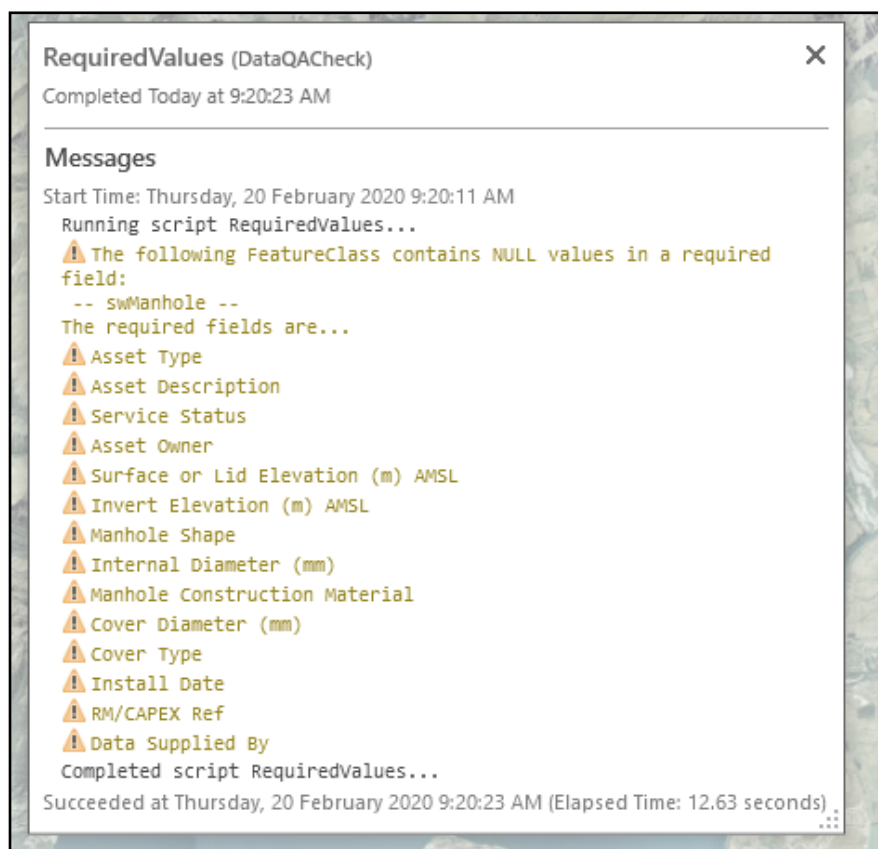 RequiredValues (DataQACheck)
Completed Today at 9:20:23 AM
Messages
Start Time: Thursday, 20 February 2020 9:20:11 AM
Running script RequiredValues...
The following FeatureClass contains NULL values in a required
field:
-- swManhole --
The required fields are...
Asset Type
Asset Description
Service Status
Asset Owner
Surface or Lid Elevation (m) AMSL
Invert Elevation (m) AMSL
Manhole Shape
Internal Diameter (mm)
Manhole Construction Material
Cover Diameter (mm)
Cover Type
Install Date
RM/CAPEX Ref
Data Supplied By
Completed script RequiredValues...
Succeeded at Thursday, 20 February 2020 9:20:23 AM (Elapsed Time: 12.63 seconds)